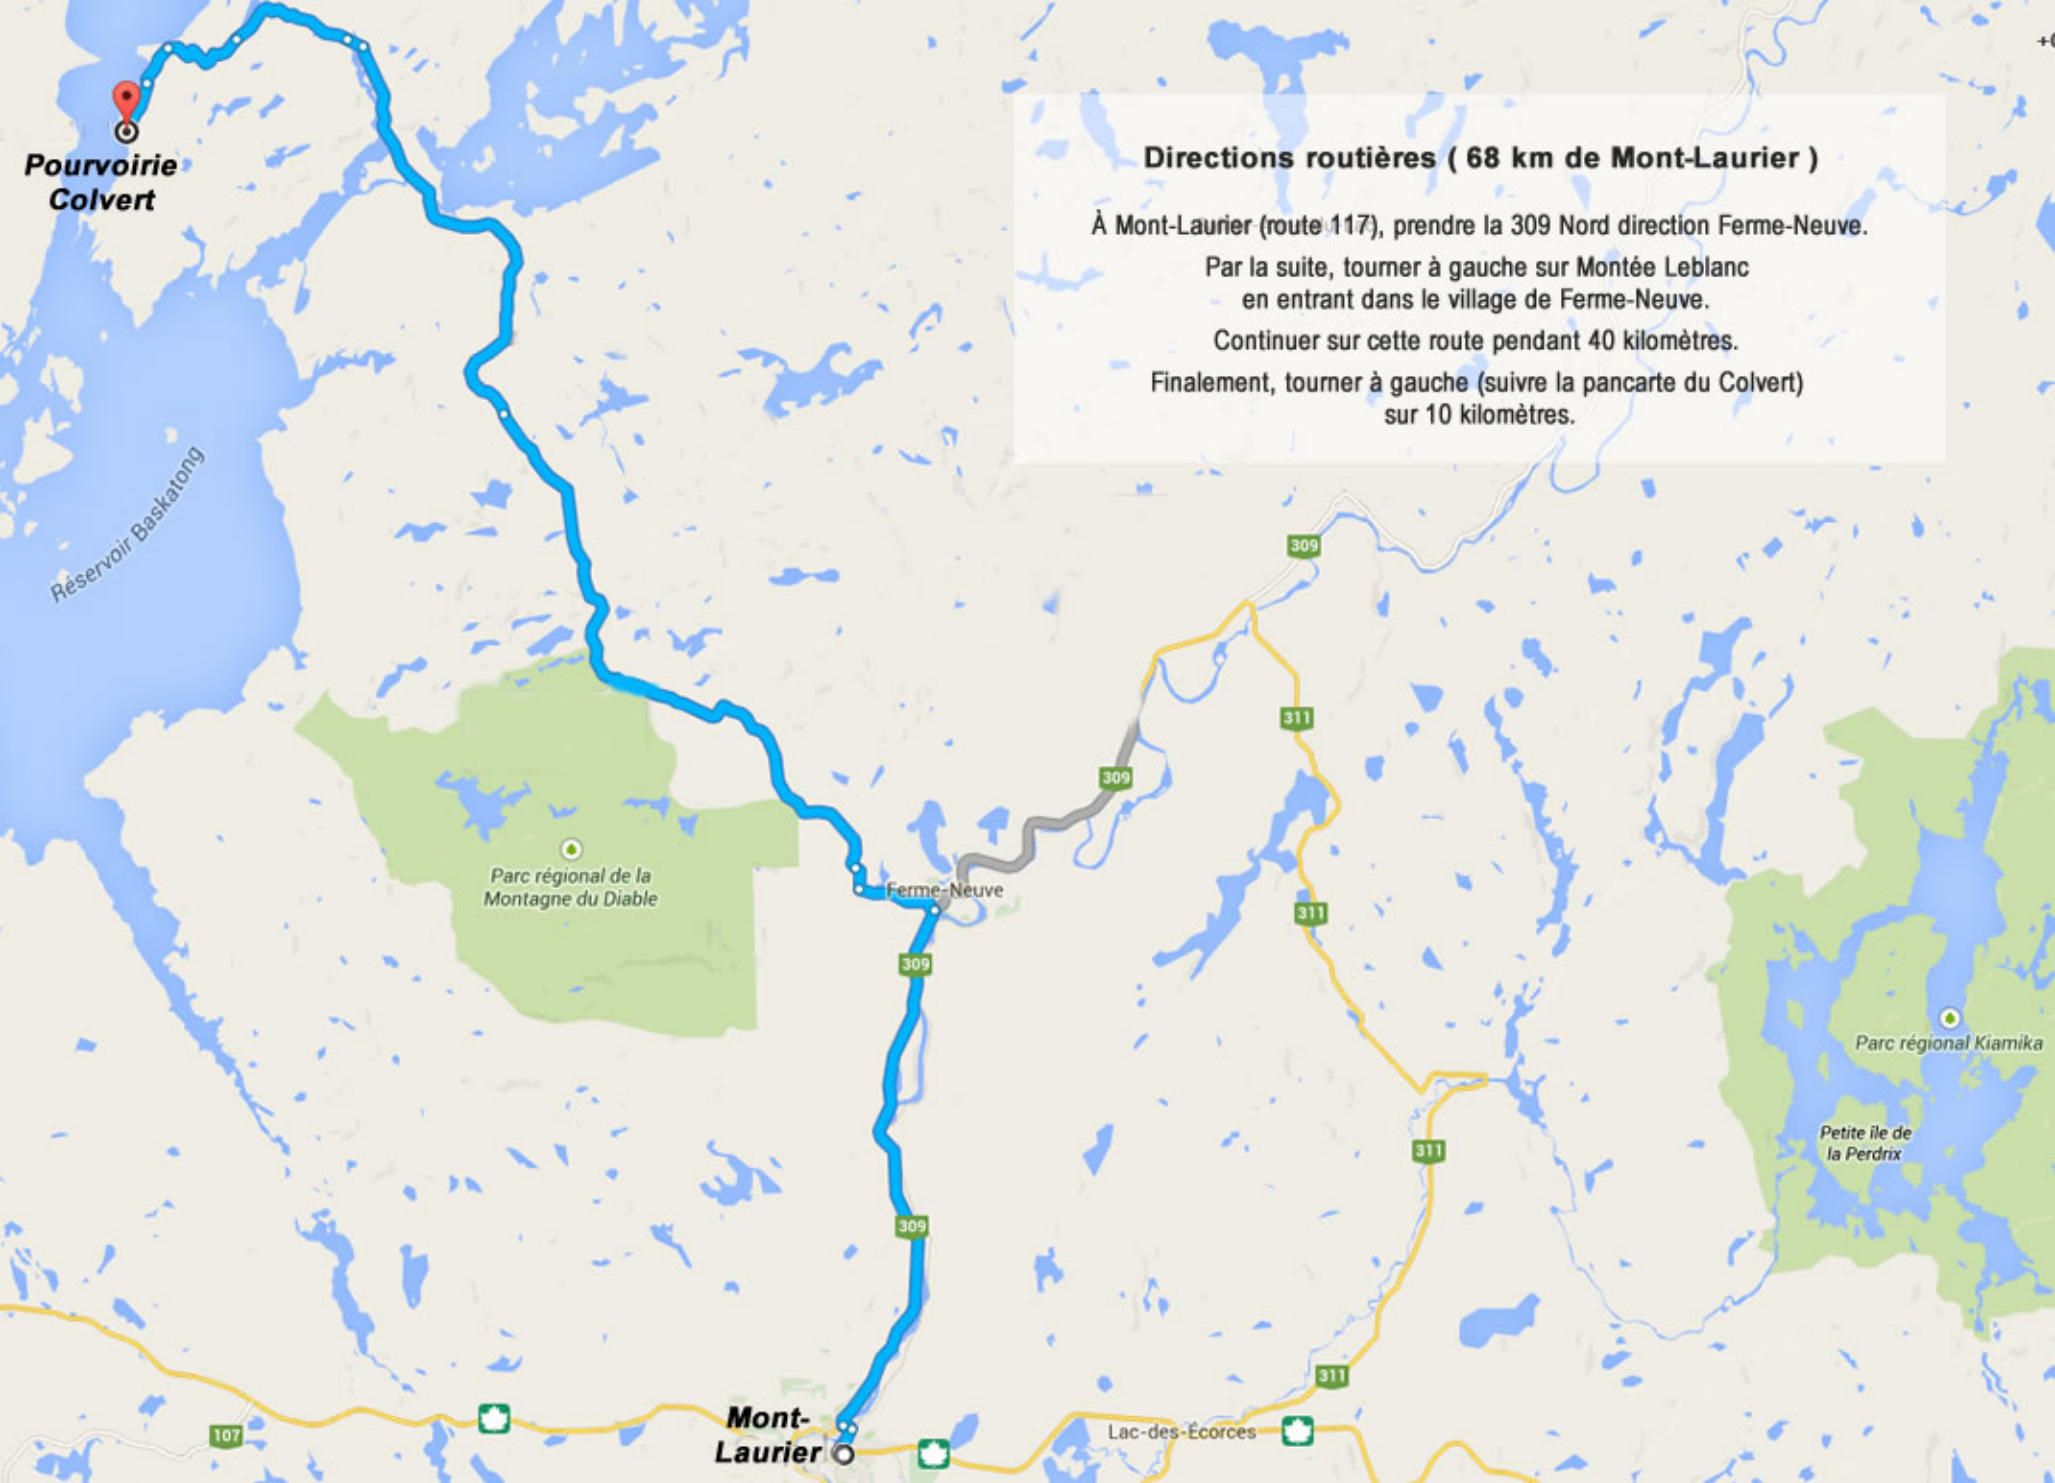 +0
Pourvoirie
Colvert
Directions routières ( 68 km de Mont-Laurier )
À Mont-Laurier (route 117), prendre la 309 Nord direction Ferme-Neuve.
Par la suite, tourner à gauche sur Montée Leblanc
en entrant dans le village de Ferme-Neuve.
Continuer sur cette route pendant 40 kilomètres.
Finalement, tourner à gauche (suivre la pancarte du Colvert)
sur 10 kilomètres.
Réservoir Baskatong
309
311
309
Parc régional de la
Montagne du Diable
Ferme-Neuve
311
309
Parc régional Kiamika
Petite île de
la Perdrix
311
309
311
Mont-
Laurier
107
Lac-des-Écorces